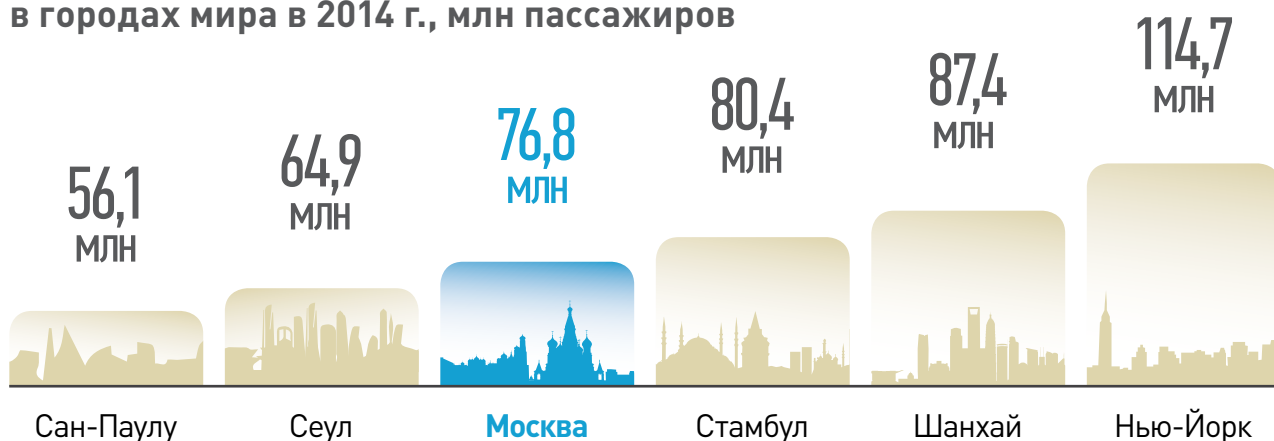 в городах мира в 2014 г., млн пассажиров
56,1
МЛН
64,9
МЛН
76,8
МЛН
80,4
МЛН
87,4
МЛН
114,7
МЛН
Сан-Паулу
Сеул
Москва
Стамбул
Шанхай
Нью-Йорк